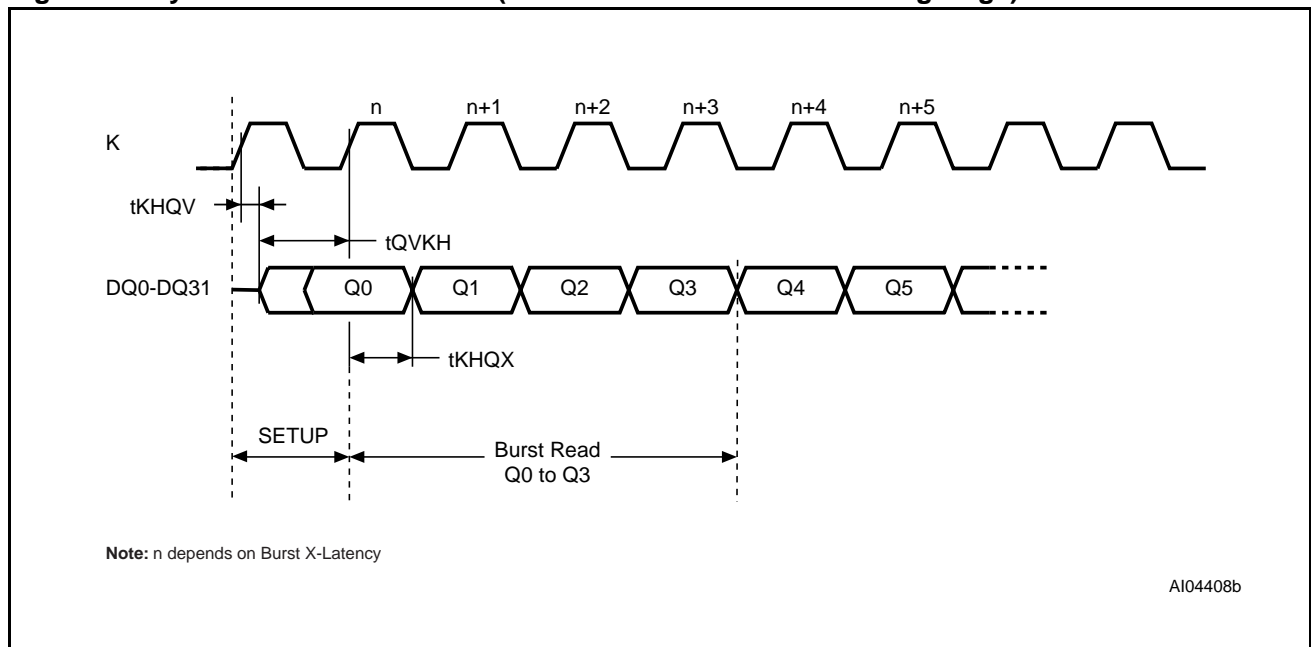 n n+1 n+2 n+3 n+4 n+5
K
tKHQV
tQVKH
DQ0-DQ31 Q0 Q1 Q2 Q3 Q4 Q5
tKHQX
SETUP
Burst Read
Q0 to Q3
Note: n depends on Burst X-Latency
AI04408b